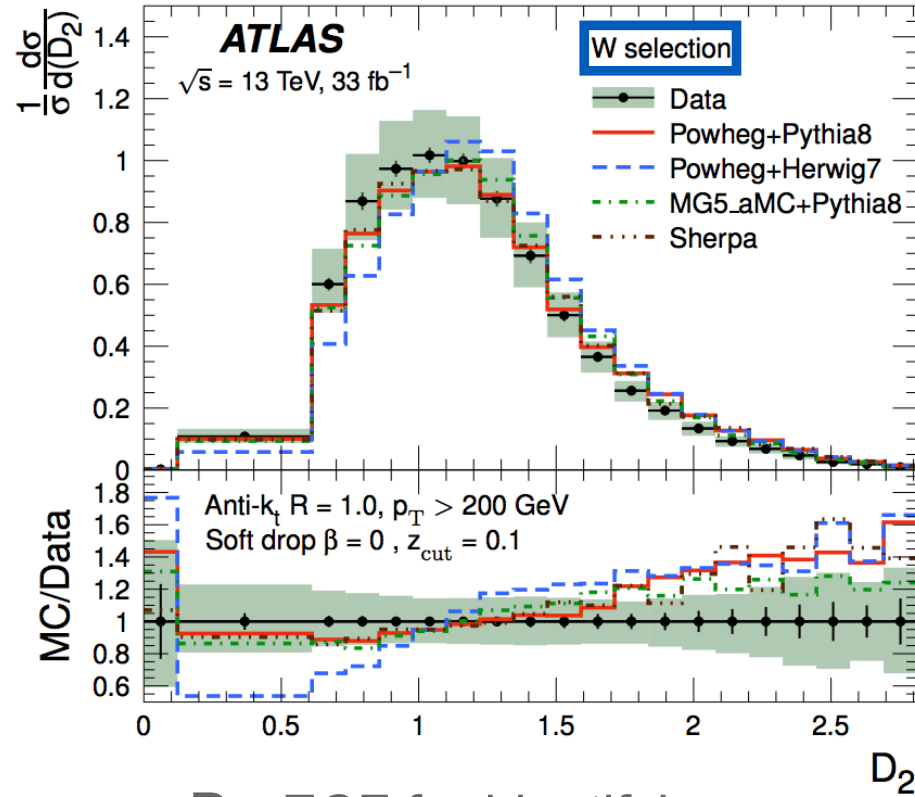 1/σ dσ/d(D₂)
ATLAS
√s = 13 TeV, 33 fb⁻¹
W selection
Data
Powheg+Pythia8
Powheg+Herwig7
MG5_aMC+Pythia8
Sherpa
1.4
1.2
1
0.8
0.6
0.4
0.2
0
MC/Data
Anti-kₜ R = 1.0, p_T > 200 GeV
Soft drop β = 0 , z_cut = 0.1
1.8
1.6
1.4
1.2
1
0.8
0.6
0 0.5 1 1.5 2 2.5
D₂